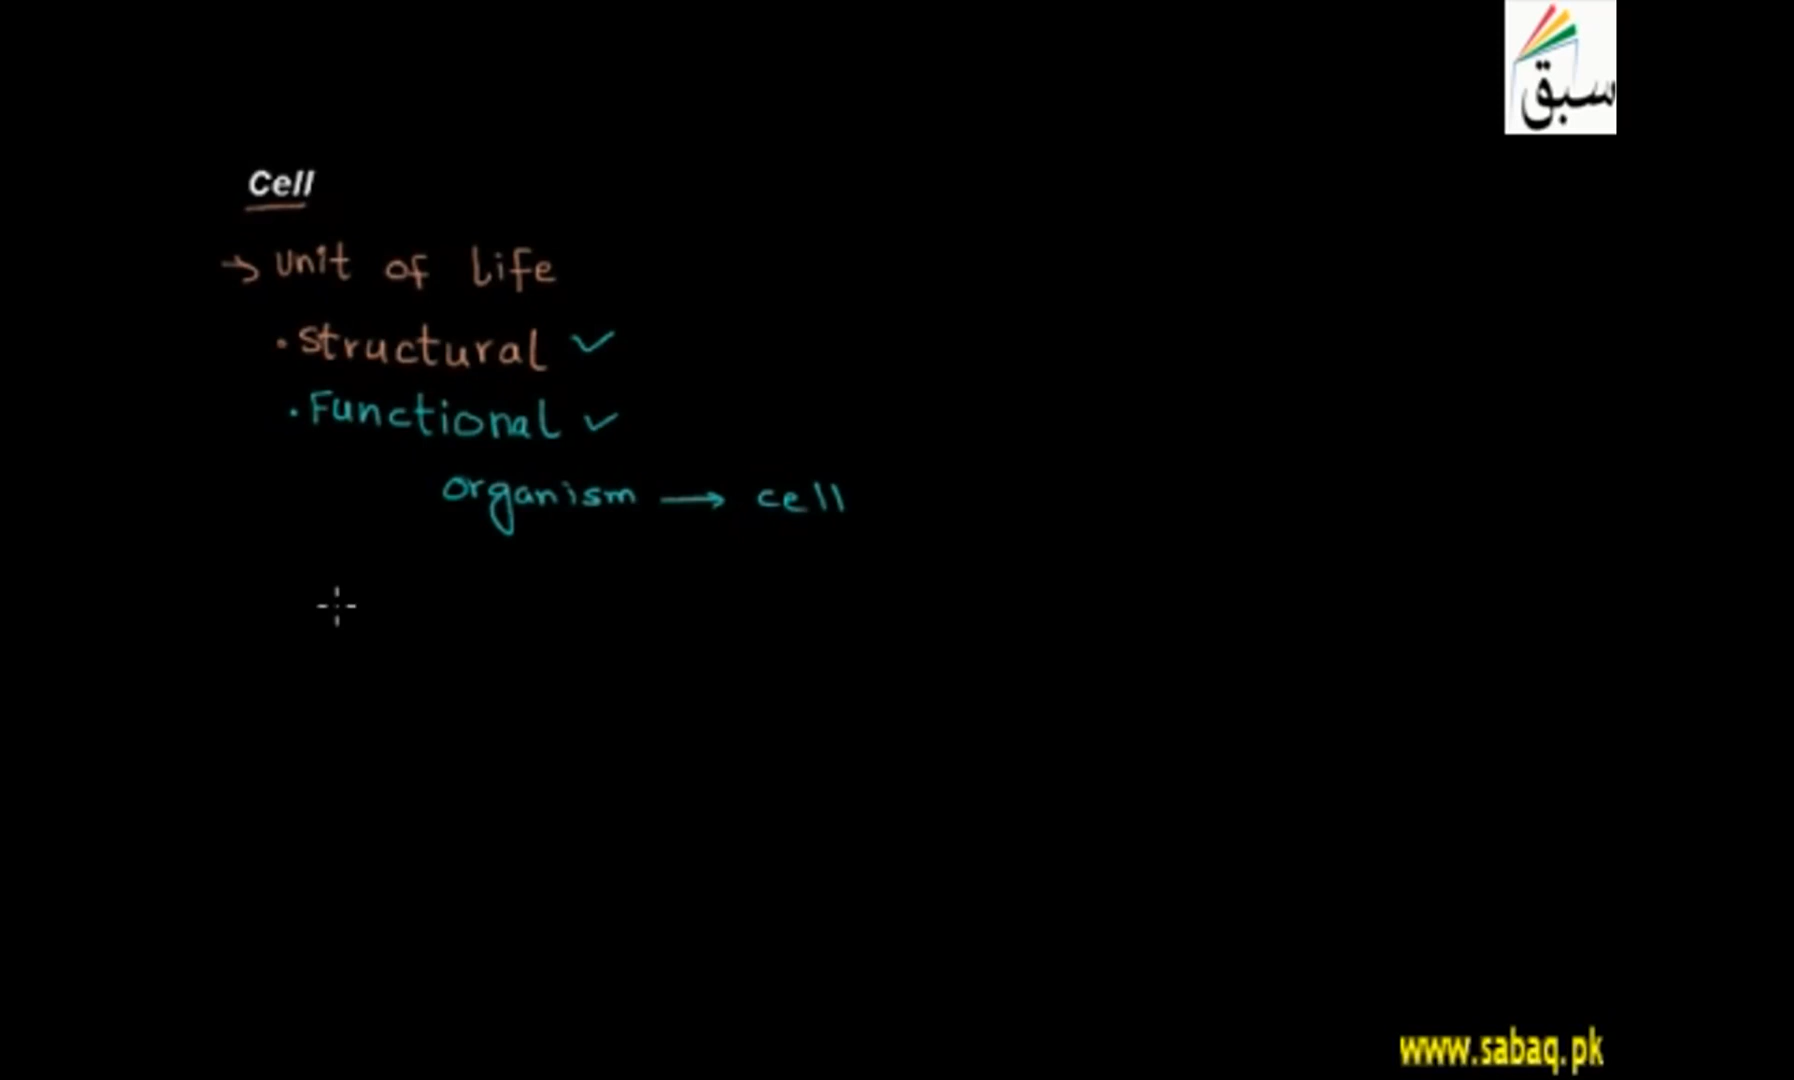 سبق
Cell
→ unit of life
• structural ✓
• Functional ✓
organism → cell
www.sabaq.pk